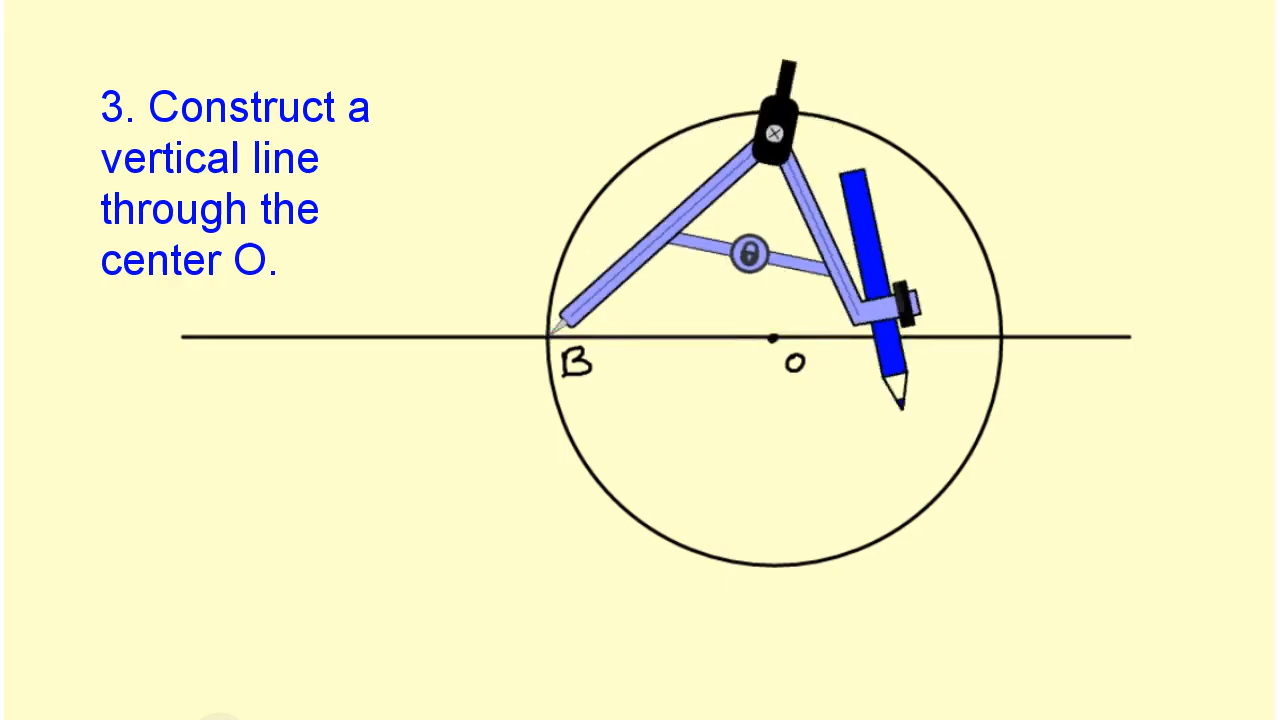 3. Construct a
vertical line
through the
center O.
B
O